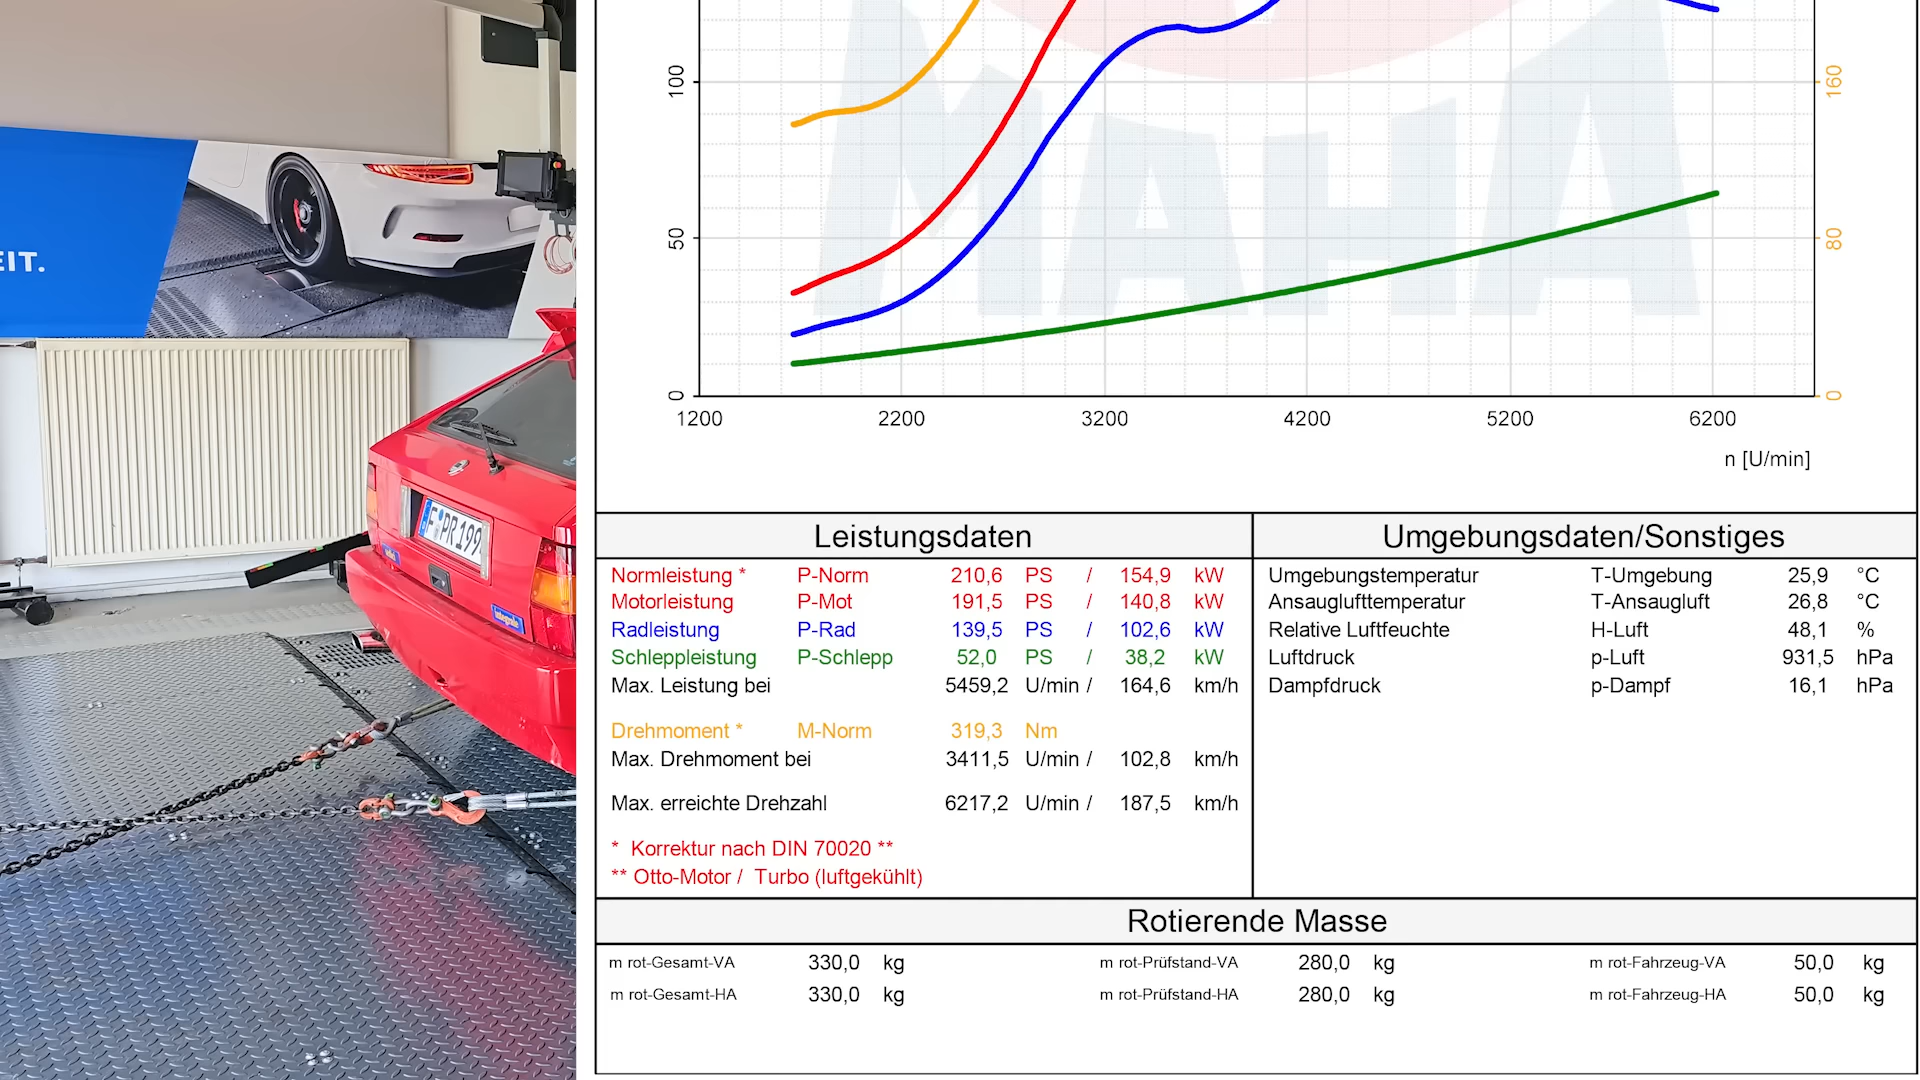 EIT.
F PR 199
integrale
100
50
0
160
80
0
1200 2200 3200 4200 5200 6200
n [U/min]
MAHA
Leistungsdaten
Normleistung * P-Norm 210,6 PS / 154,9 kW
Motorleistung P-Mot 191,5 PS / 140,8 kW
Radleistung P-Rad 139,5 PS / 102,6 kW
Schleppleistung P-Schlepp 52,0 PS / 38,2 kW
Max. Leistung bei 5459,2 U/min / 164,6 km/h
Drehmoment * M-Norm 319,3 Nm
Max. Drehmoment bei 3411,5 U/min / 102,8 km/h
Max. erreichte Drehzahl 6217,2 U/min / 187,5 km/h
* Korrektur nach DIN 70020 **
** Otto-Motor / Turbo (luftgekühlt)
Umgebungsdaten/Sonstiges
Umgebungstemperatur T-Umgebung 25,9 °C
Ansauglufttemperatur T-Ansaugluft 26,8 °C
Relative Luftfeuchte H-Luft 48,1 %
Luftdruck p-Luft 931,5 hPa
Dampfdruck p-Dampf 16,1 hPa
Rotierende Masse
m rot-Gesamt-VA 330,0 kg m rot-Prüfstand-VA 280,0 kg m rot-Fahrzeug-VA 50,0 kg
m rot-Gesamt-HA 330,0 kg m rot-Prüfstand-HA 280,0 kg m rot-Fahrzeug-HA 50,0 kg